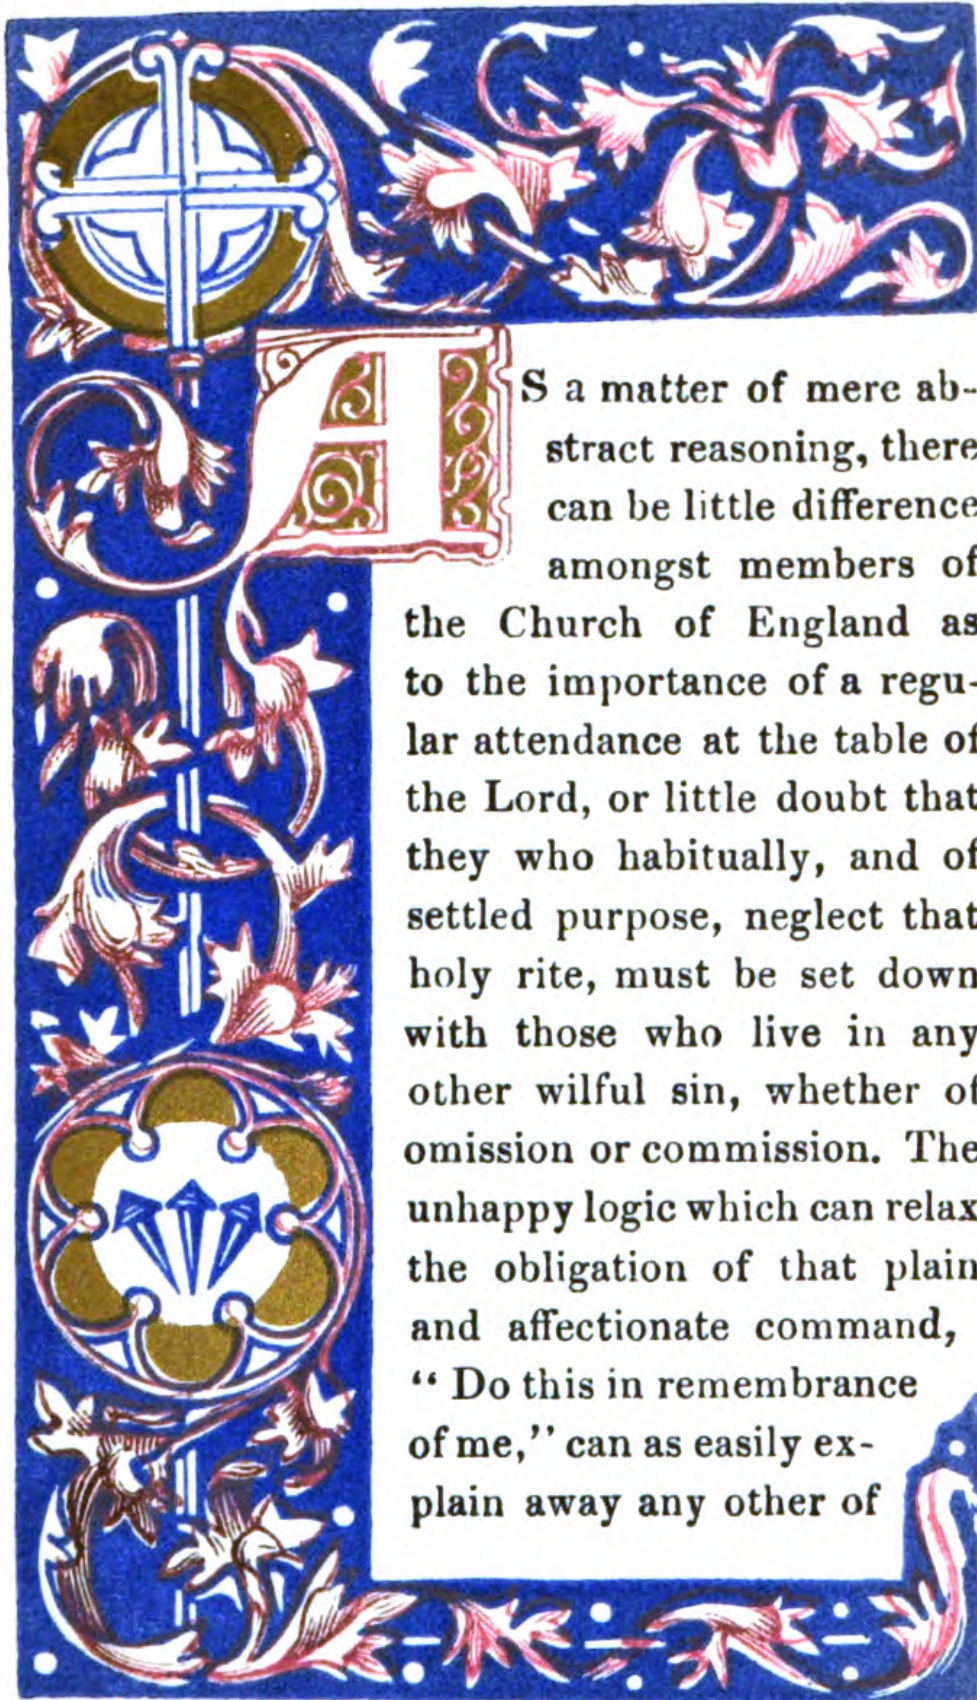 AS a matter of mere ab-
stract reasoning, there
can be little difference
amongst members of
the Church of England as
to the importance of a regu-
lar attendance at the table of
the Lord, or little doubt that
they who habitually, and of
settled purpose, neglect that
holy rite, must be set down
with those who live in any
other wilful sin, whether of
omission or commission. The
unhappy logic which can relax
the obligation of that plain
and affectionate command,
“ Do this in remembrance
of me,” can as easily ex-
plain away any other of